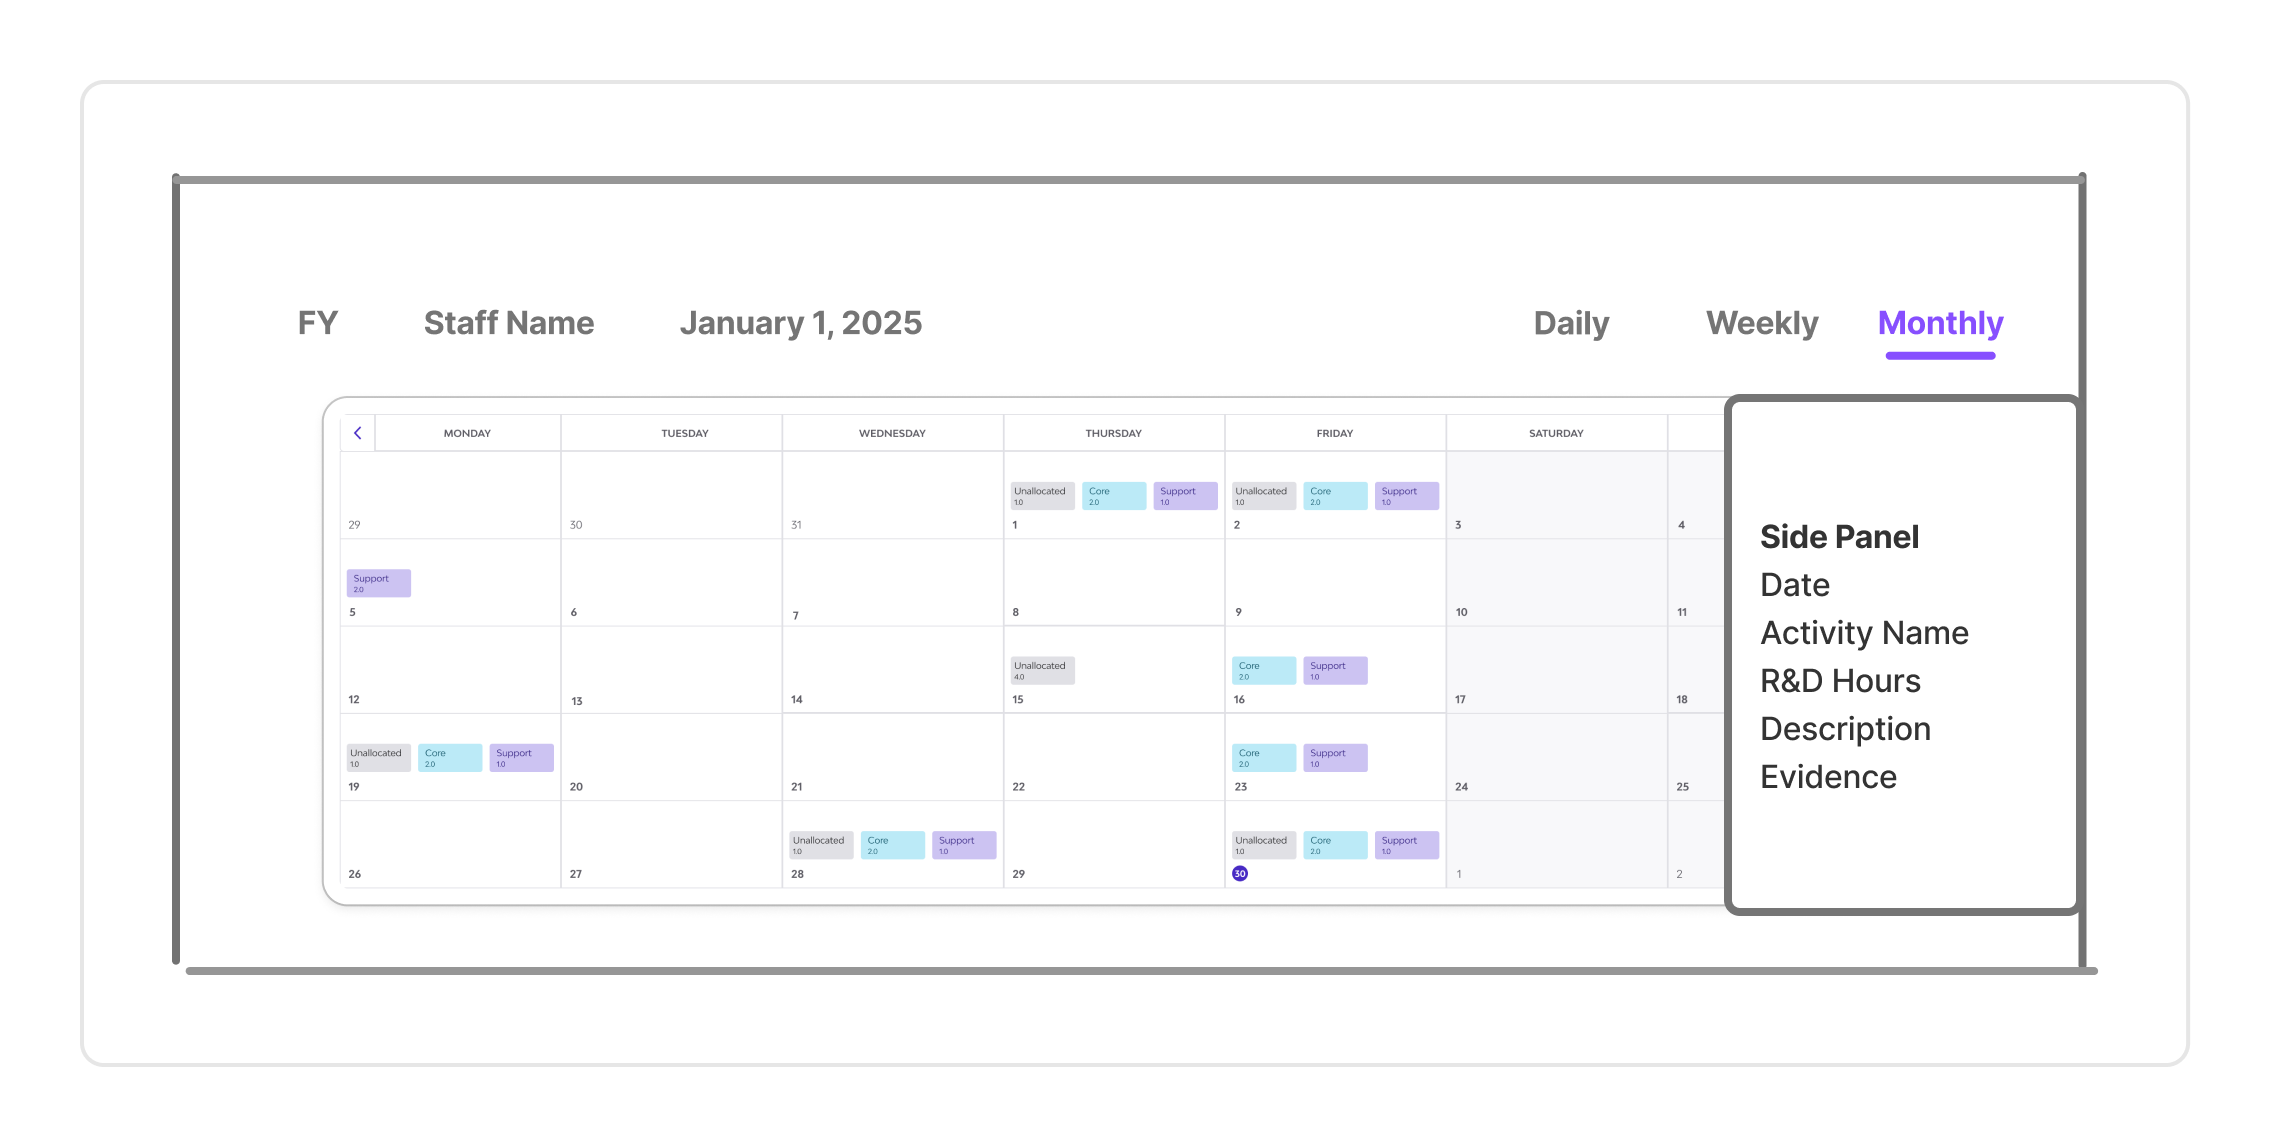 FY Staff Name January 1, 2025 Daily Weekly Monthly
MONDAY TUESDAY WEDNESDAY THURSDAY FRIDAY SATURDAY
Unallocated Core Support Unallocated Core Support
1.0 2.0 1.0 1.0 2.0 1.0
29 30 31 1 2 3 4
Support
2.0
5 6 7 8 9 10 11
Unallocated Core Support
4.0 2.0 1.0
12 13 14 15 16 17 18
Unallocated Core Support Core Support
1.0 2.0 1.0 2.0 1.0
19 20 21 22 23 24 25
Unallocated Core Support Unallocated Core Support
1.0 2.0 1.0 1.0 2.0 1.0
26 27 28 29 30 1 2
Side Panel
Date
Activity Name
R&D Hours
Description
Evidence